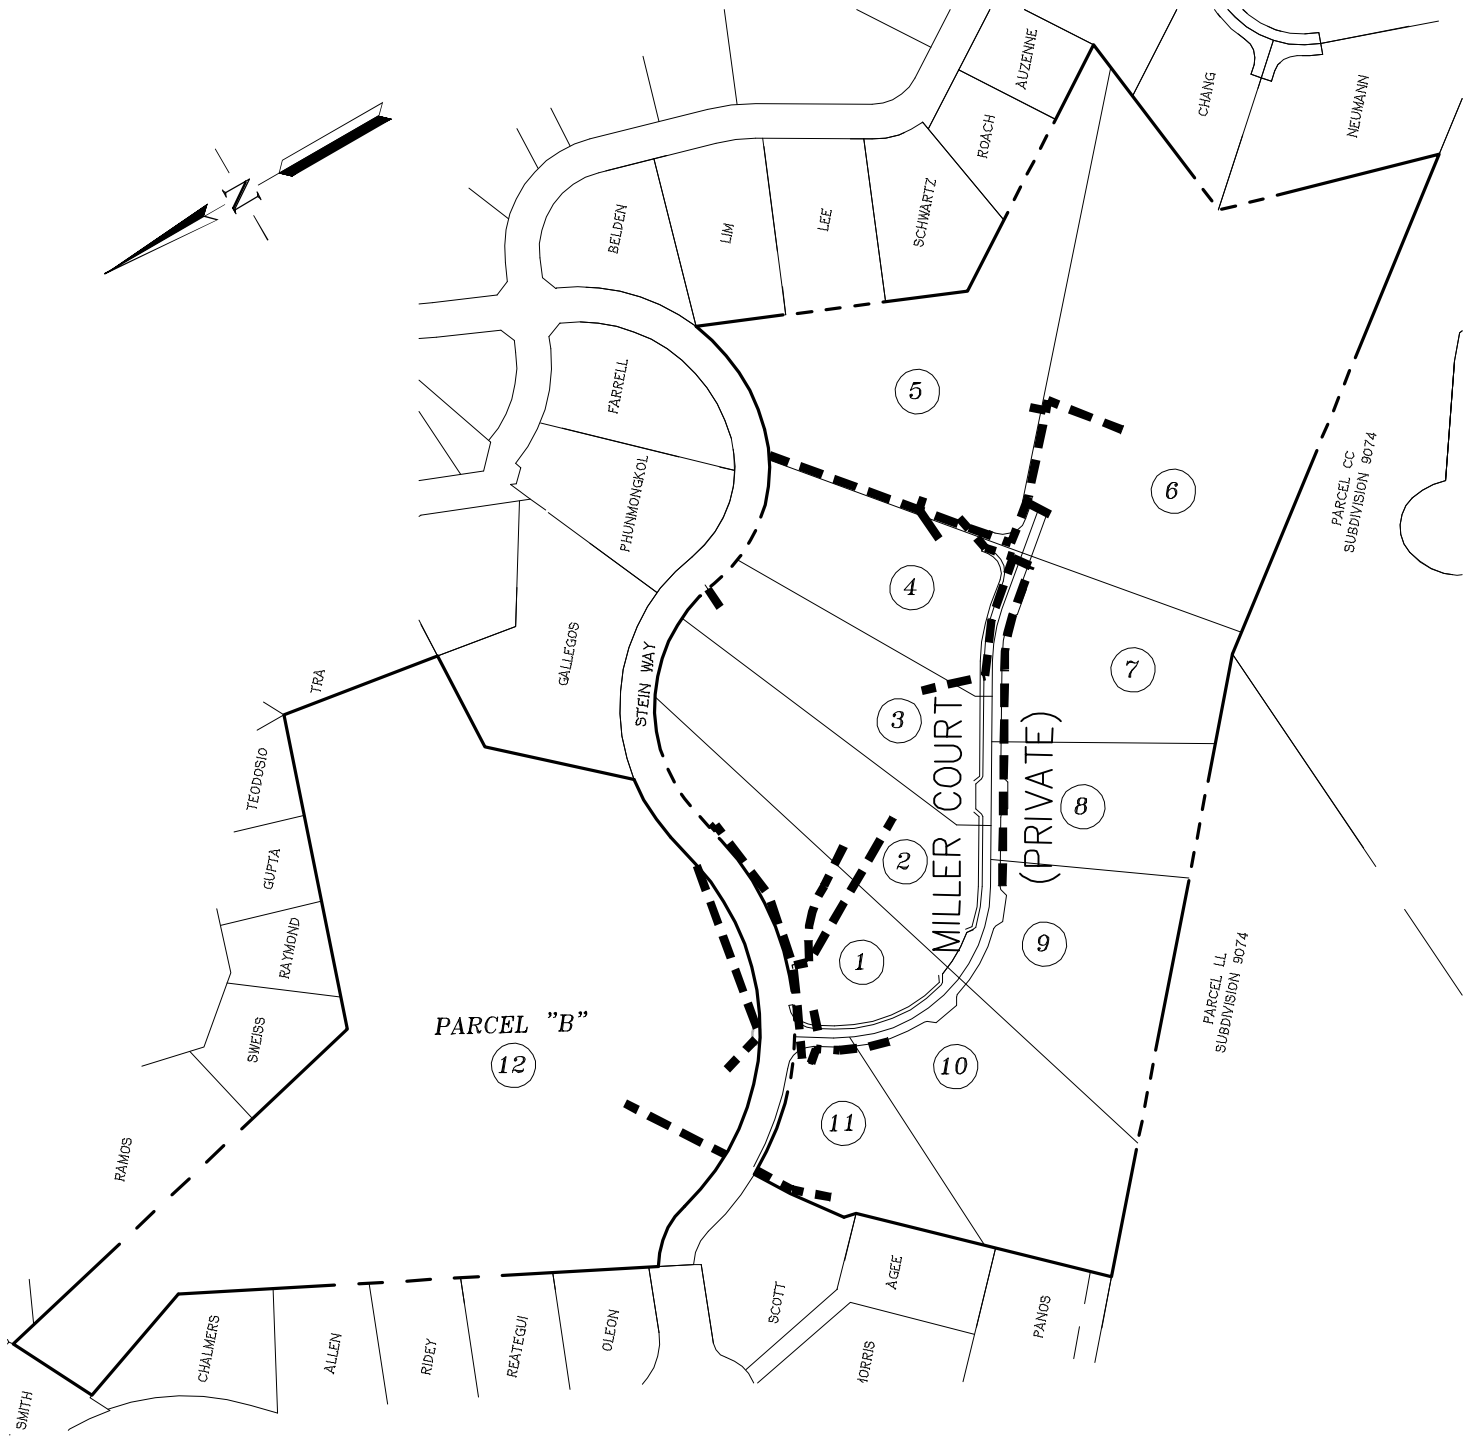 AUZENNE
CHANG
NEUMANN
ROACH
N
BELDEN
LIM
LEE
SCHWARTZ
FARRELL
5
PHUNMONGKOL
6
PARCEL CC
SUBDIVISION 9074
4
GALLEGOS
STEIN WAY
TRA
7
3
MILLER COURT
(PRIVATE)
TEODOSIO
8
GUPTA
2
RAYMOND
9
1
PARCEL LL
SUBDIVISION 9074
SWEISS
PARCEL "B"
12
10
11
RAMOS
AGEE
SCOTT
PANOS
CHALMERS
ALLEN
RIDEY
REATEGUI
OLEON
SMITH